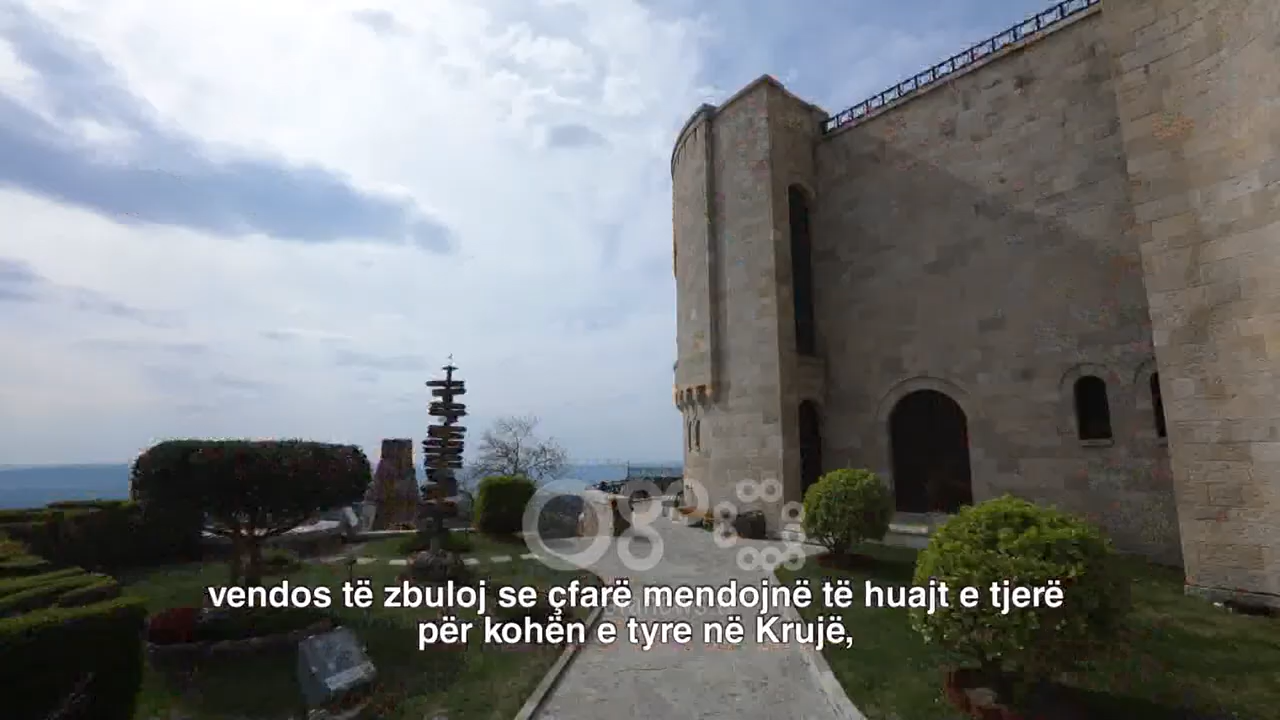 vendos të zbuloj se çfarë mendojnë të huajt e tjerë
për kohën e tyre në Krujë,